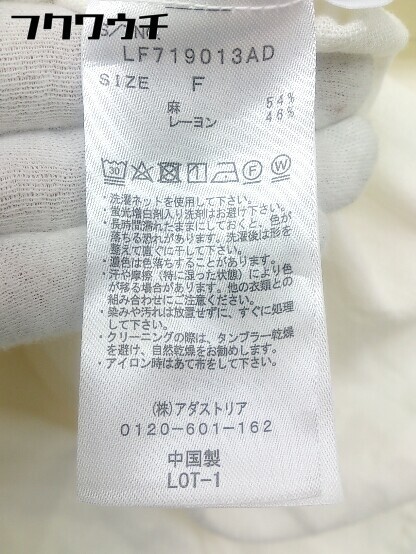 フクワウチ
S/NO
LF719013AD
SIZE F
麻 54%
レーヨン 46%
30 F W
・洗濯ネットを使用して下さい。
・蛍光増白剤入り洗剤はお避け下さい。
・長時間濡れたままにしておくと、色が
落ちる恐れがあります。洗濯後は形を
整えて直ぐに干して下さい。
・濃色は色落ちすることがあります。
・汗や摩擦(特に湿った状態)により色
が移る場合があります。他の衣類との
組み合わせにご注意ください。
・染みや汚れは放置せずに、すぐに処理
して下さい。
・クリーニングの際は、タンブラー乾燥
を避け、自然乾燥をお勧めします。
・アイロン時はあて布をして下さい。
(株)アダストリア
0120-601-162
中国製
LOT-1